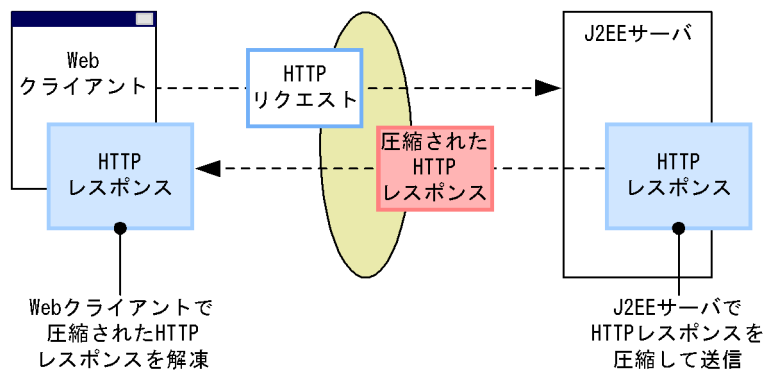 Web
クライアント
HTTP
リクエスト
J2EEサーバ
HTTP
レスポンス
圧縮された
HTTP
レスポンス
HTTP
レスポンス
Webクライアントで
圧縮されたHTTP
レスポンスを解凍
J2EEサーバで
HTTPレスポンスを
圧縮して送信